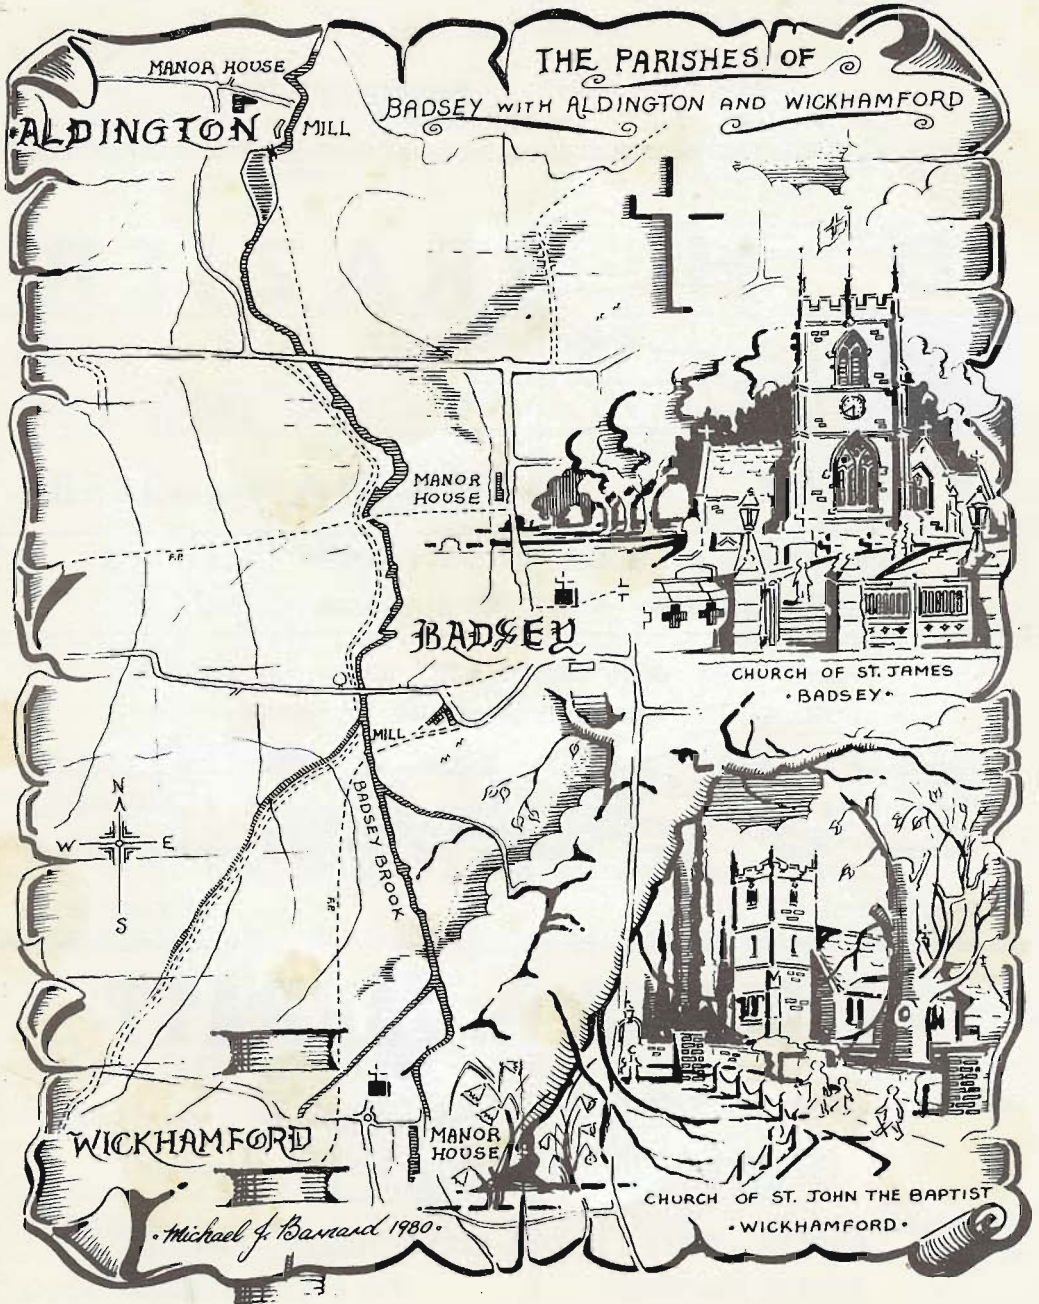 THE PARISHES OF
BADSEY WITH ALDINGTON AND WICKHAMFORD
MANOR HOUSE
ALDINGTON
MILL
MANOR
HOUSE
F.P.
BADSEY
CHURCH OF ST. JAMES
· BADSEY ·
MILL
N
W E
S
BADSEY BROOK
F.P.
WICKHAMFORD
MANOR
HOUSE
CHURCH OF ST. JOHN THE BAPTIST
· WICKHAMFORD ·
· Michael J. Barnard 1980 ·